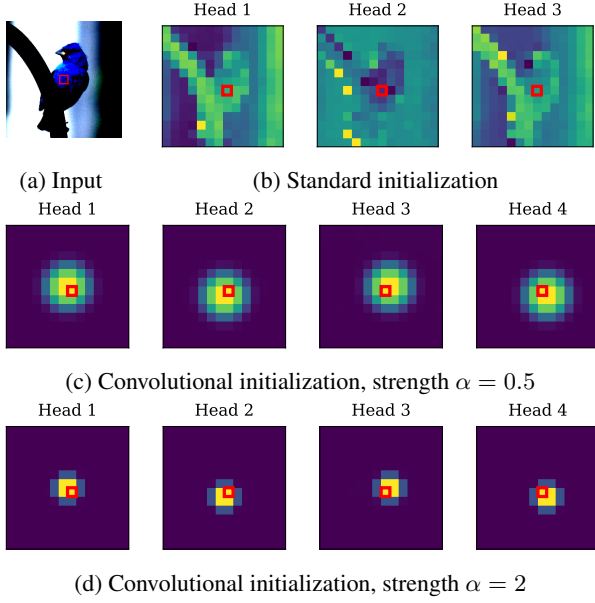 Head 1 Head 2 Head 3
(a) Input (b) Standard initialization
Head 1 Head 2 Head 3 Head 4
(c) Convolutional initialization, strength α = 0.5
Head 1 Head 2 Head 3 Head 4
(d) Convolutional initialization, strength α = 2